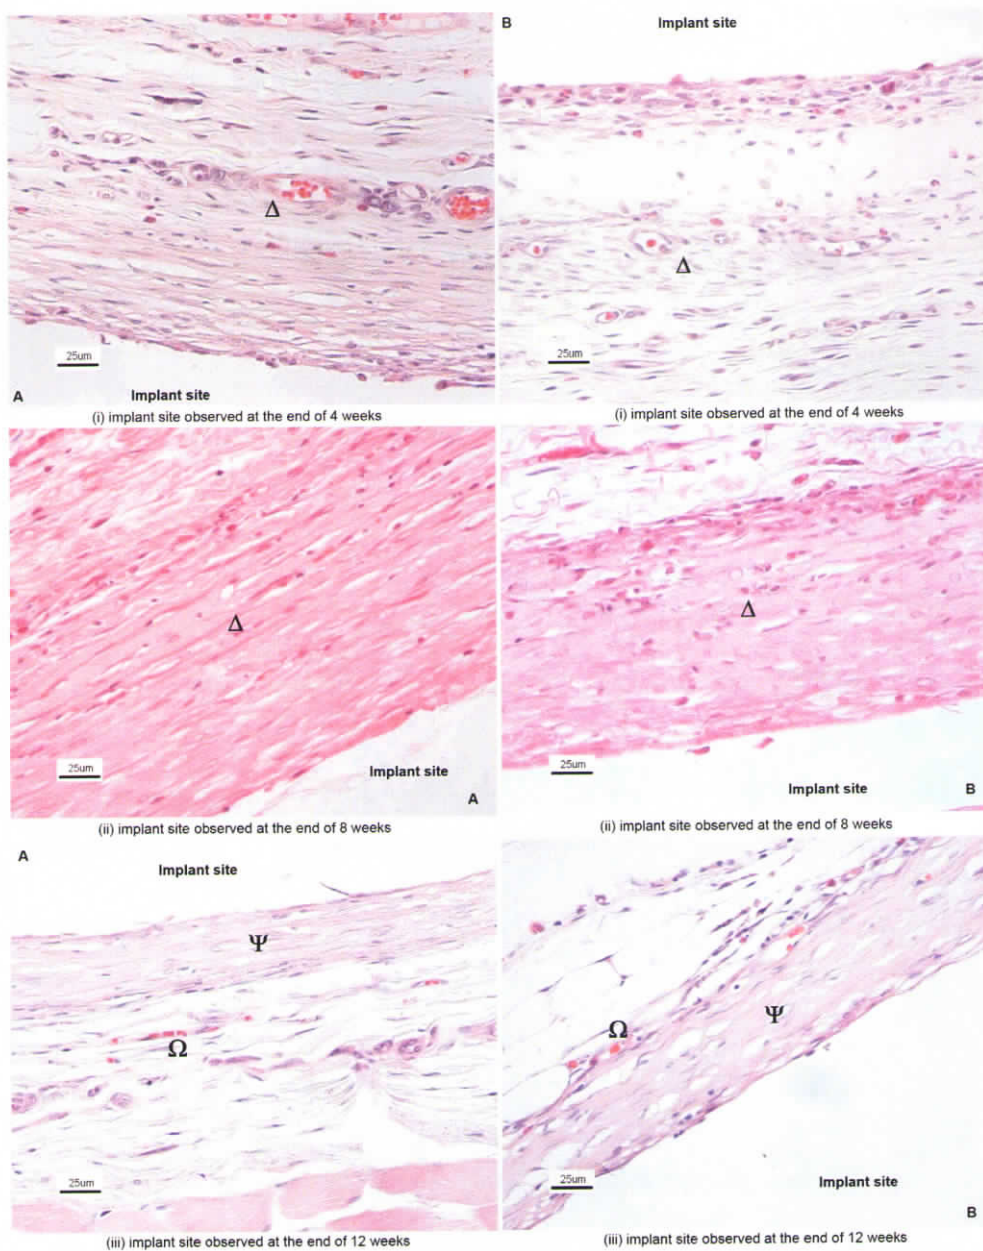 B
Implant site
Δ
Δ
25um
25um
A
Implant site
(i) implant site observed at the end of 4 weeks
(i) implant site observed at the end of 4 weeks
Δ
Δ
25um
Implant site
A
25um
Implant site
B
(ii) implant site observed at the end of 8 weeks
(ii) implant site observed at the end of 8 weeks
A
Implant site
Ψ
Ω
25um
Ω
Ψ
25um
Implant site
B
(iii) implant site observed at the end of 12 weeks
(iii) implant site observed at the end of 12 weeks